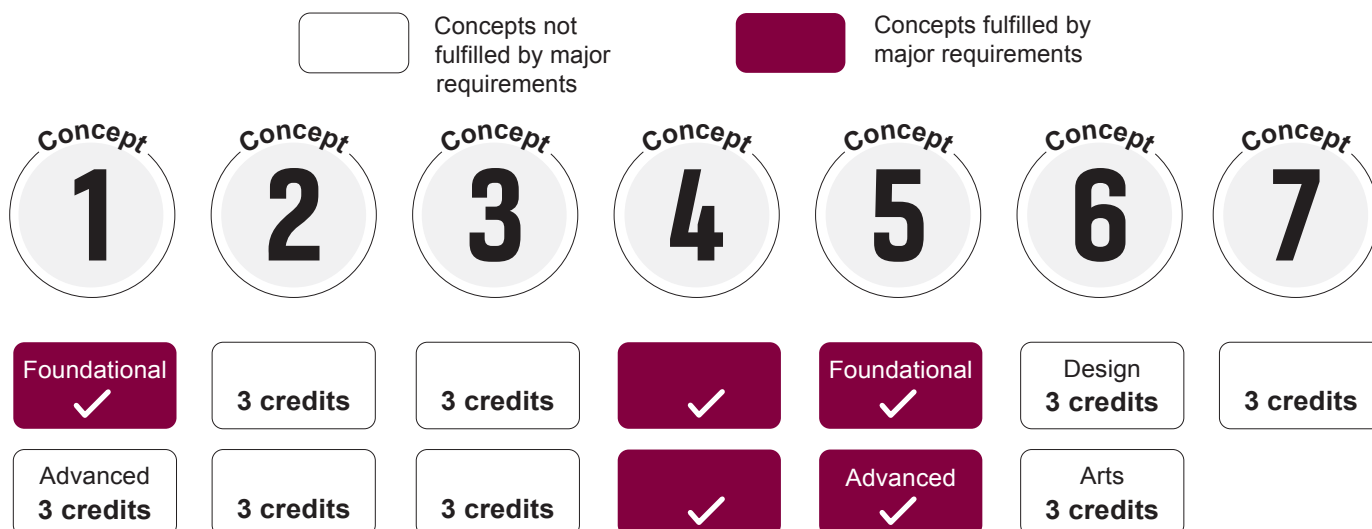 Concepts not
fulfilled by major
requirements
Concepts fulfilled by
major requirements
Concept
1
Concept
2
Concept
3
Concept
4
Concept
5
Concept
6
Concept
7
Foundational
3 credits
3 credits
Foundational
Design
3 credits
3 credits
Advanced
3 credits
3 credits
3 credits
Advanced
Arts
3 credits